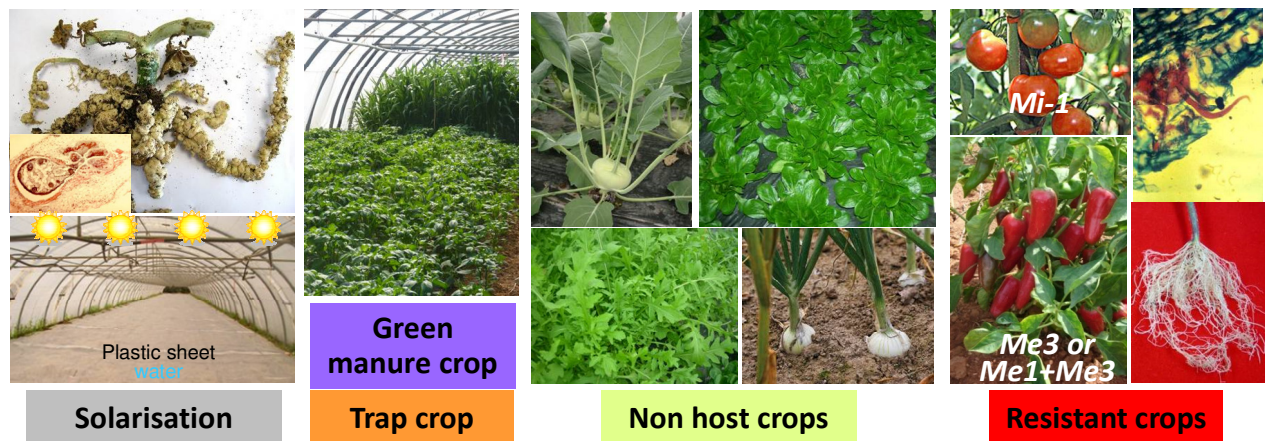 Plastic sheet
water
Solarisation
Green
manure crop
Trap crop
Non host crops
Mi-1
Me3 or
Me1+Me3
Resistant crops